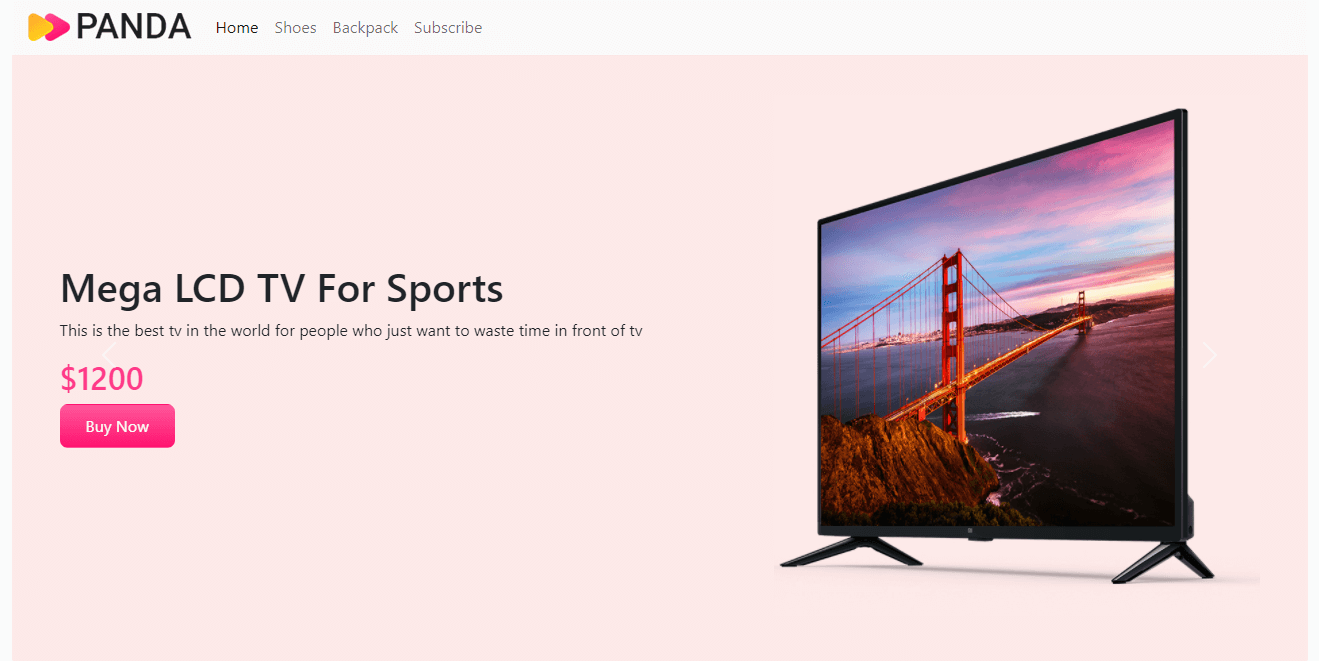 PANDA Home Shoes Backpack Subscribe
Mega LCD TV For Sports
This is the best tv in the world for people who just want to waste time in front of tv
$1200
Buy Now